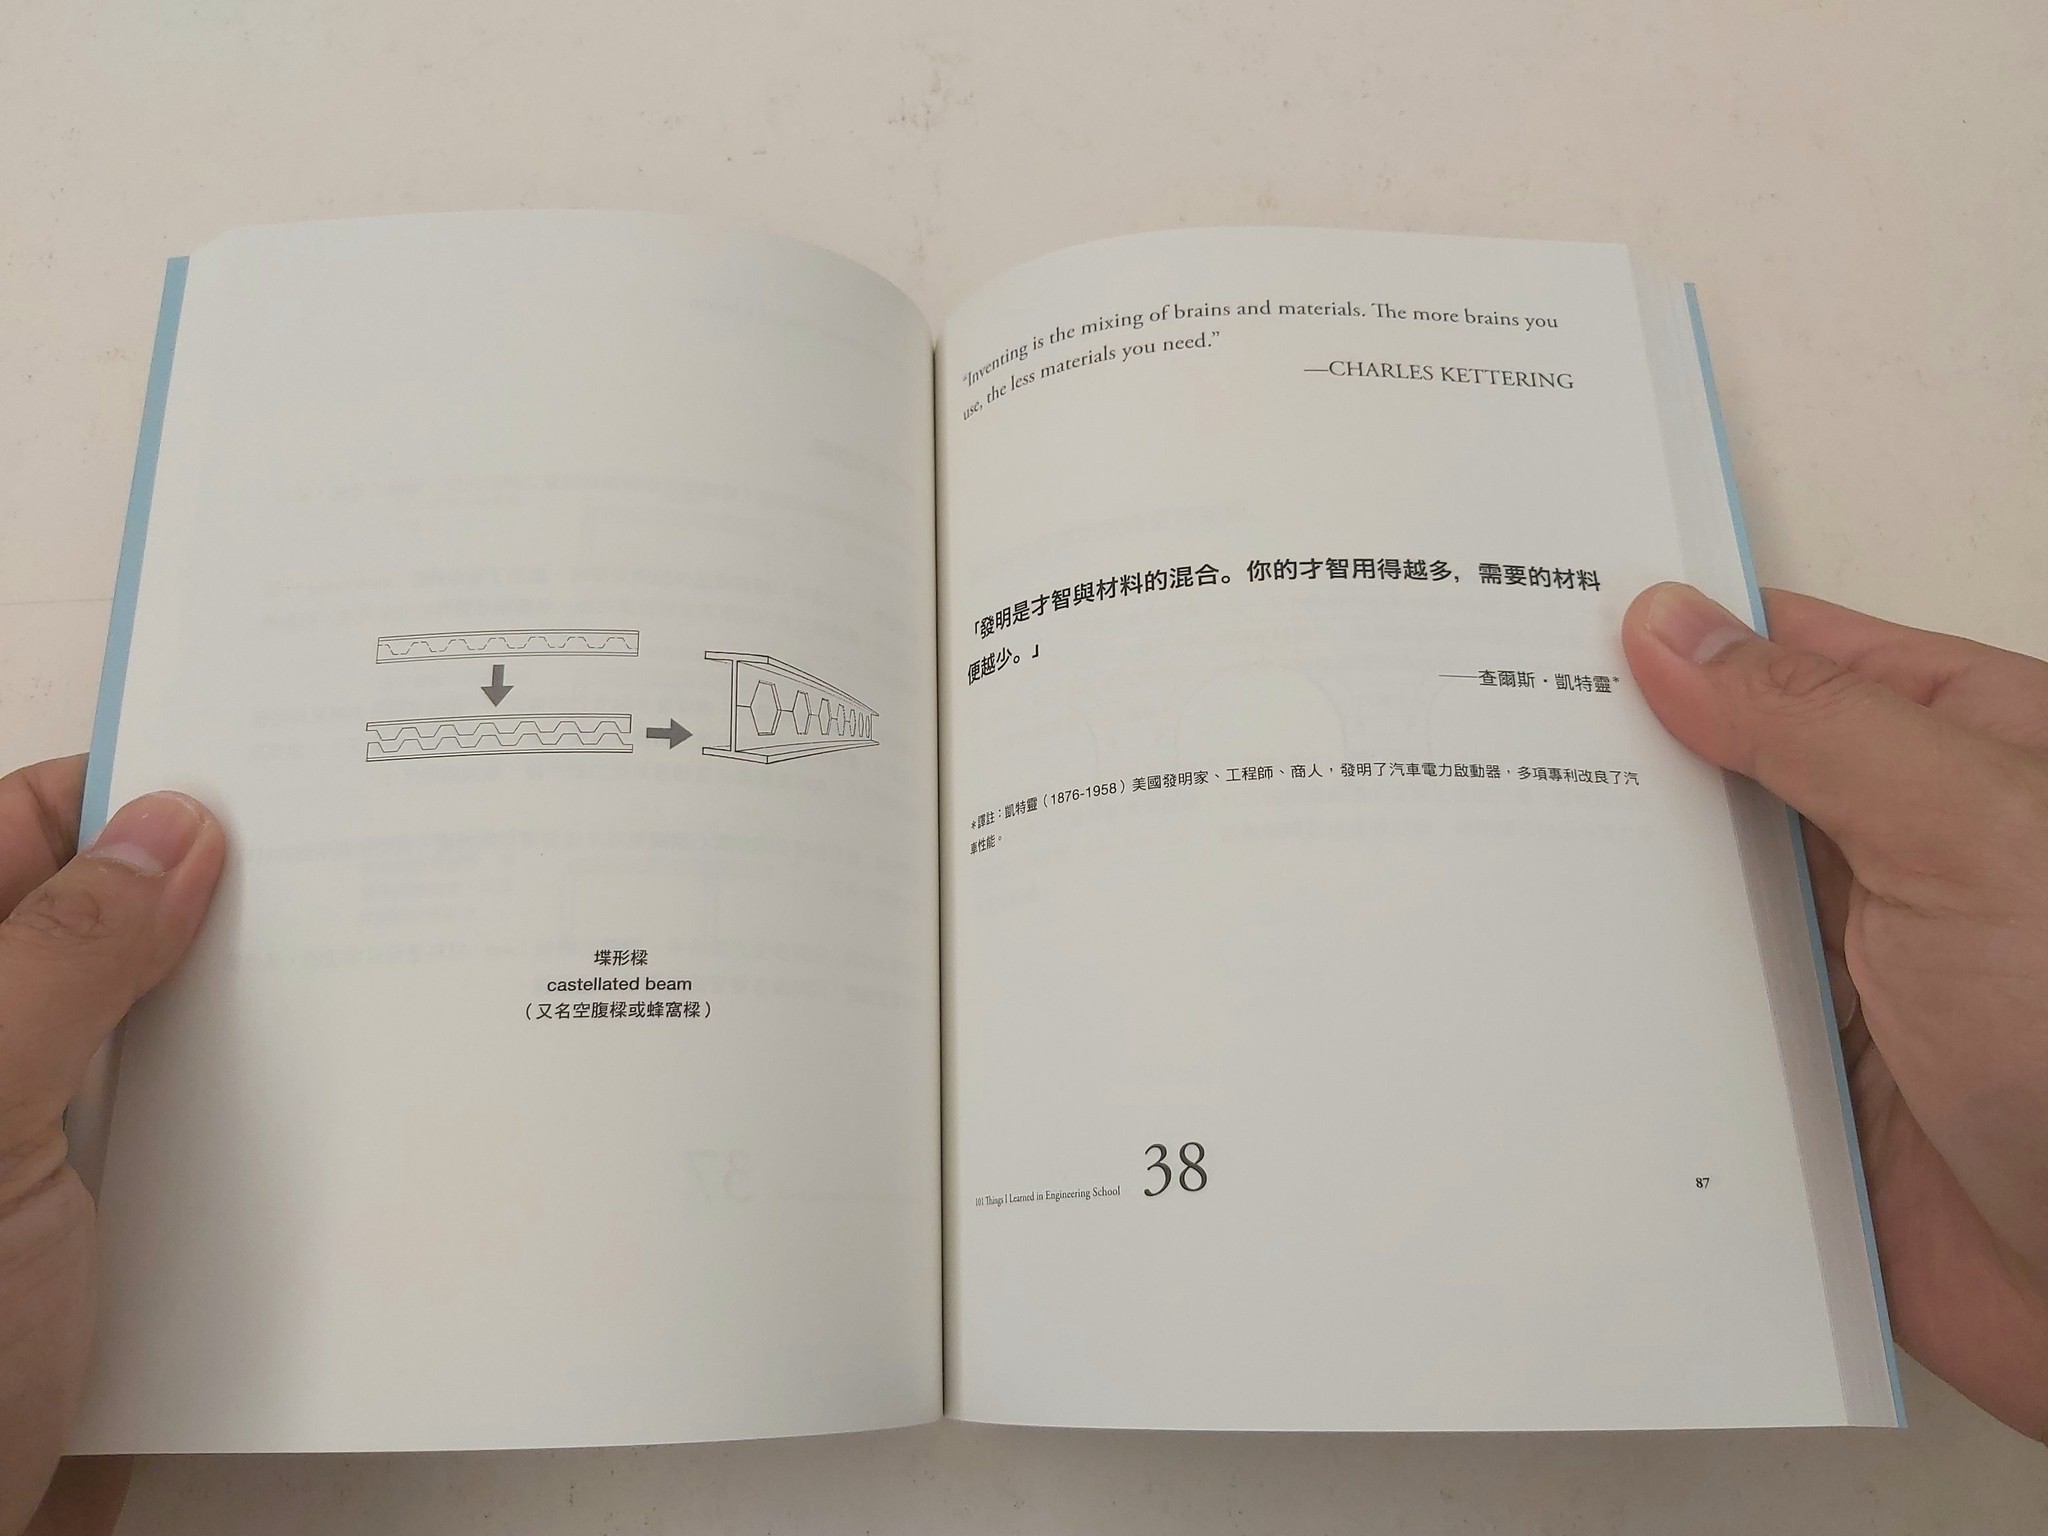 堞形樑
castellated beam
（又名空腹樑或蜂窩樑）
“Inventing is the mixing of brains and materials. The more brains you
use, the less materials you need.”
—CHARLES KETTERING
「發明是才智與材料的混合。你的才智用得越多，需要的材料
便越少。」
——查爾斯・凱特靈*
＊譯註：凱特靈（1876-1958）美國發明家、工程師、商人，發明了汽車電力啟動器，多項專利改良了汽
車性能。
101 Things I Learned in Engineering School 38
87